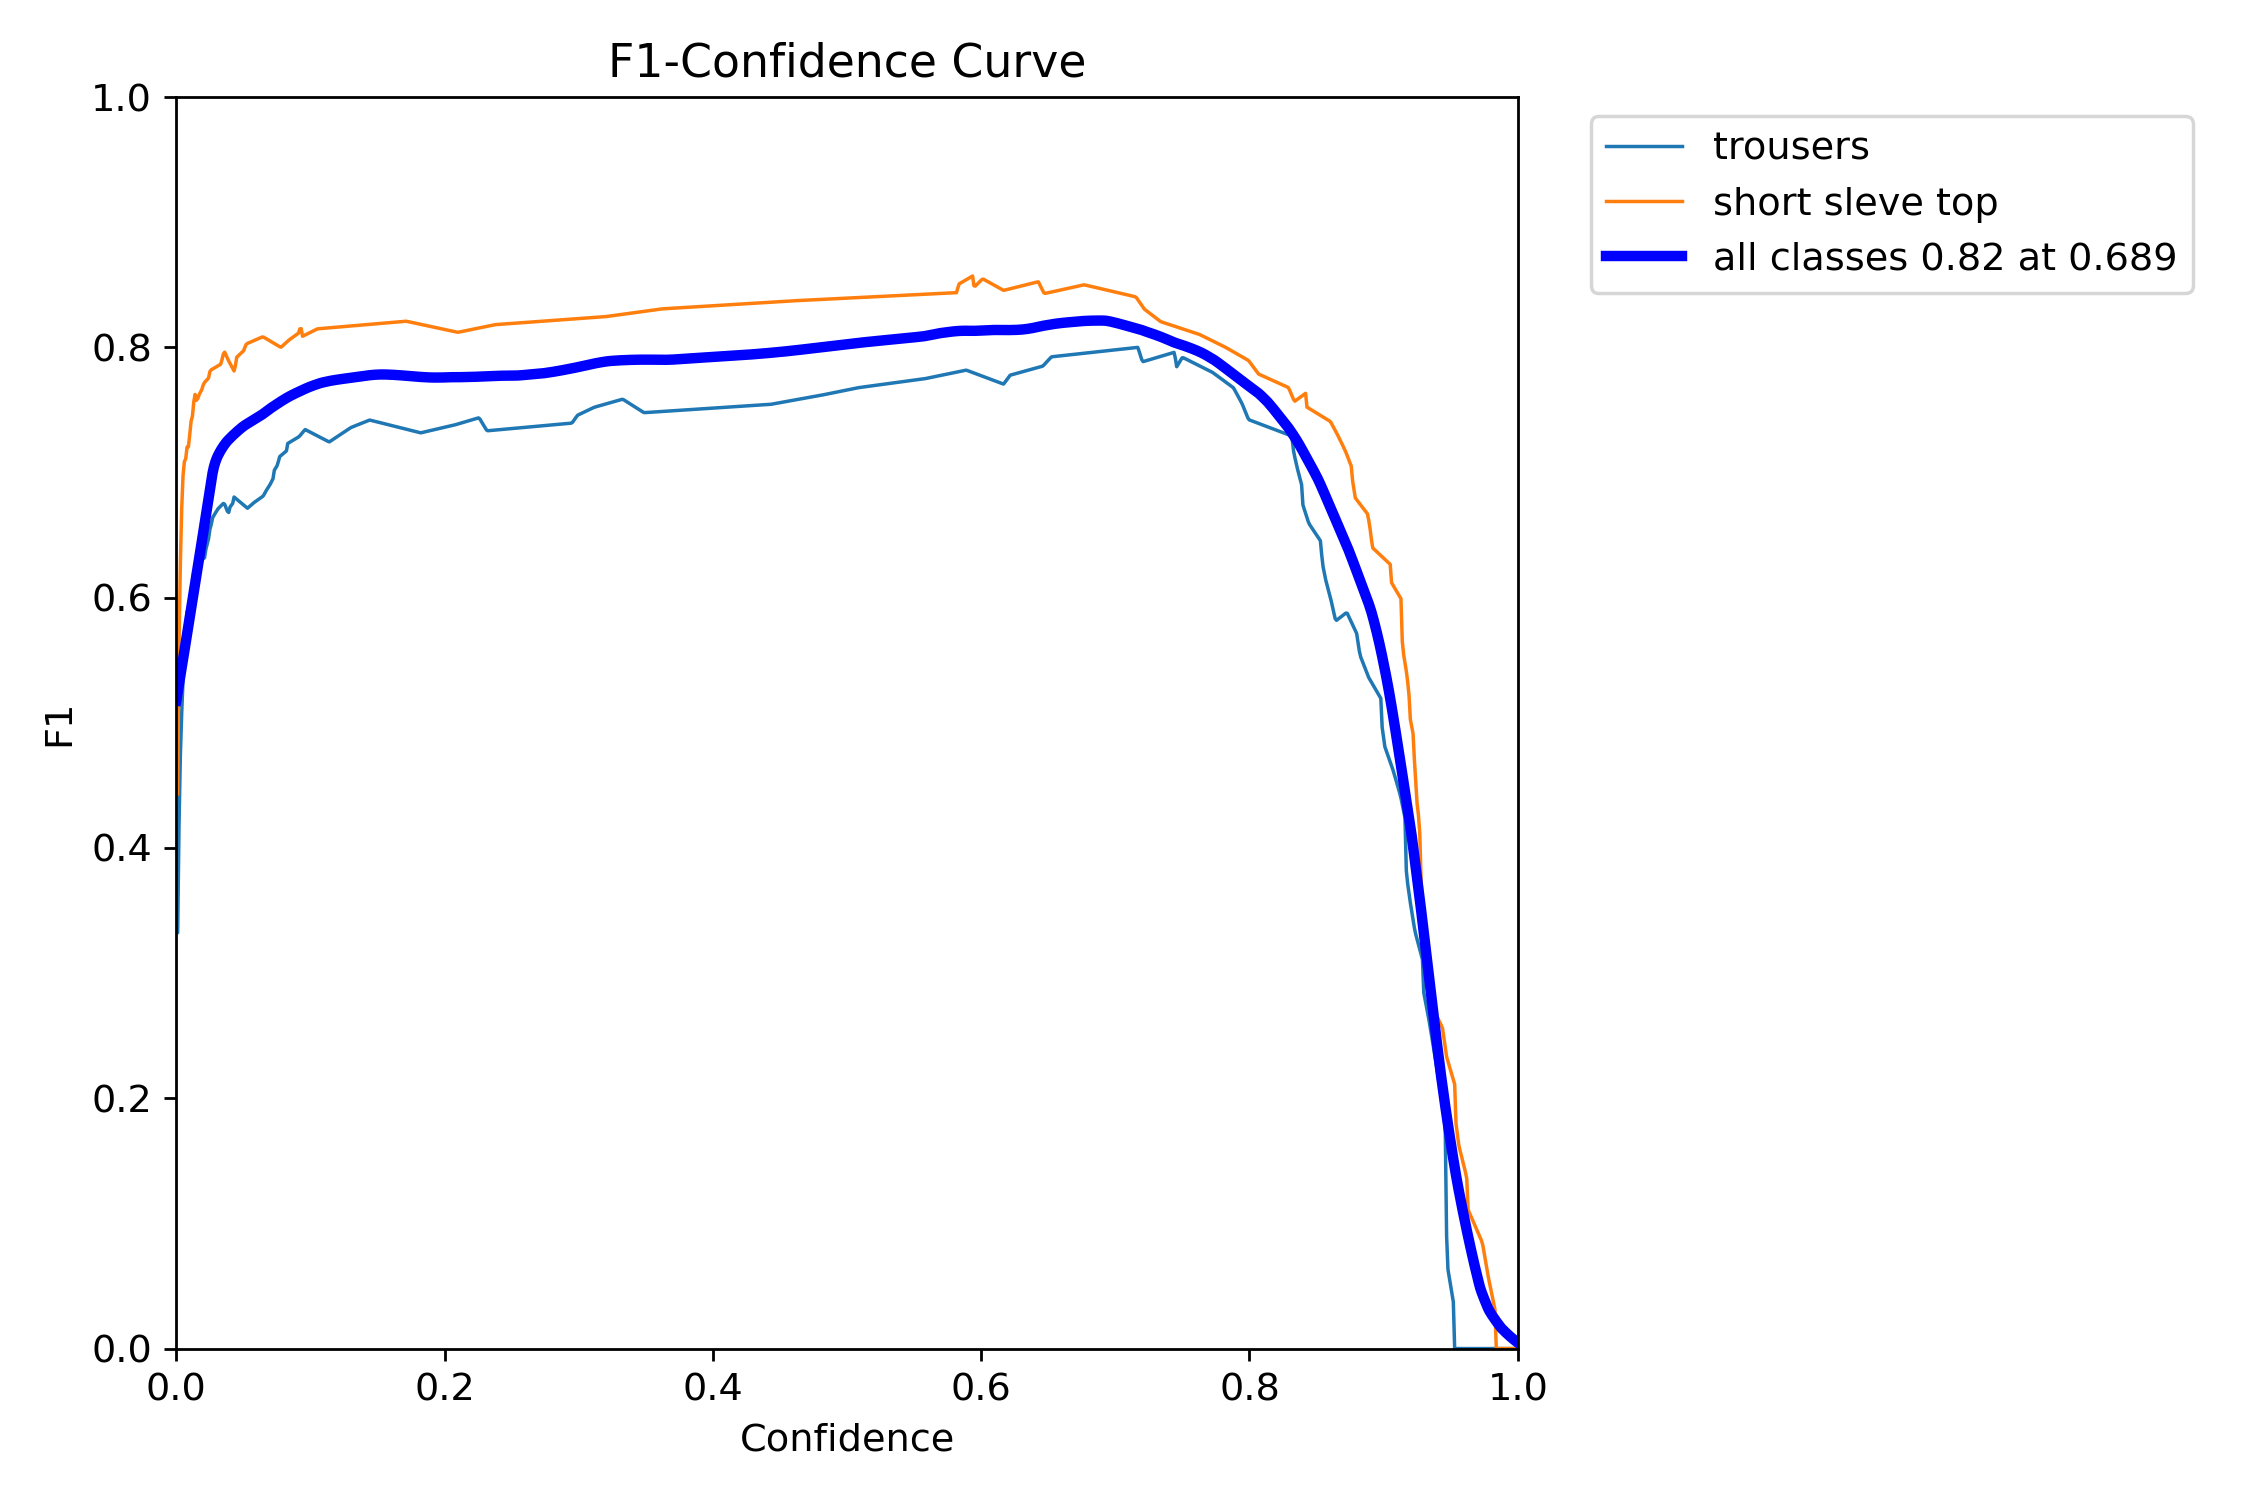 F1-Confidence Curve
1.0
0.8
0.6
0.4
0.2
0.0
F1
0.0 0.2 0.4 0.6 0.8 1.0
Confidence
trousers
short sleve top
all classes 0.82 at 0.689